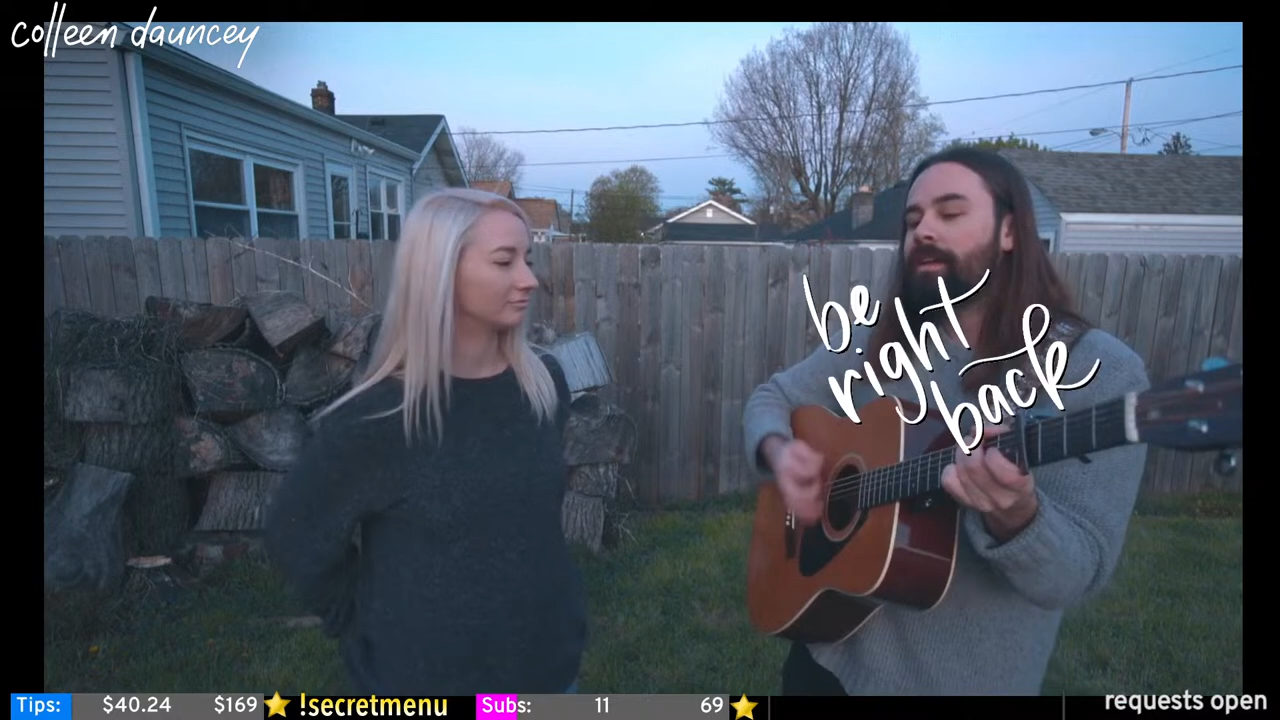 colleen dauncey
be
right
back
Tips: $40.24 $169 !secretmenu Subs: 11 69 requests open